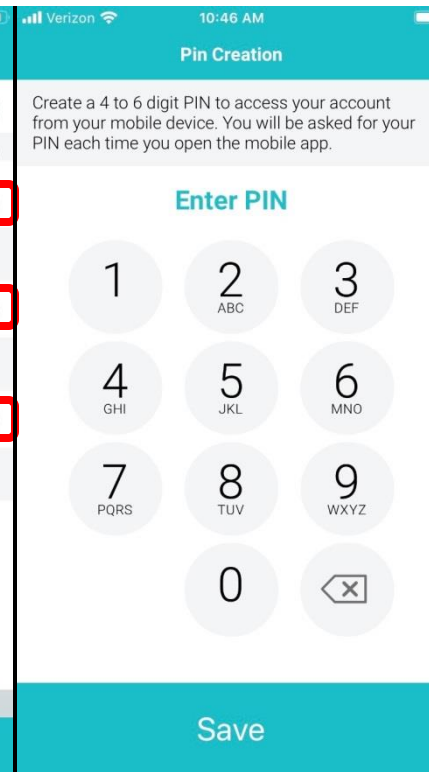 Verizon 10:46 AM
Pin Creation
Create a 4 to 6 digit PIN to access your account
from your mobile device. You will be asked for your
PIN each time you open the mobile app.
Enter PIN
1 2 3
ABC DEF
4 5 6
GHI JKL MNO
7 8 9
PQRS TUV WXYZ
0
Save